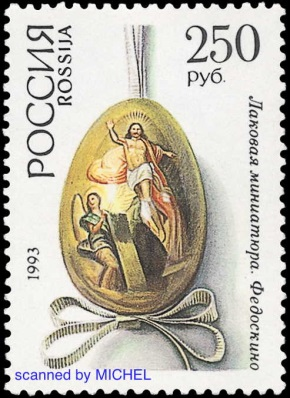 РОССИЯ
ROSSIJA
250
руб.
Лаковая миниатюра. Федоскино
1993
scanned by MICHEL